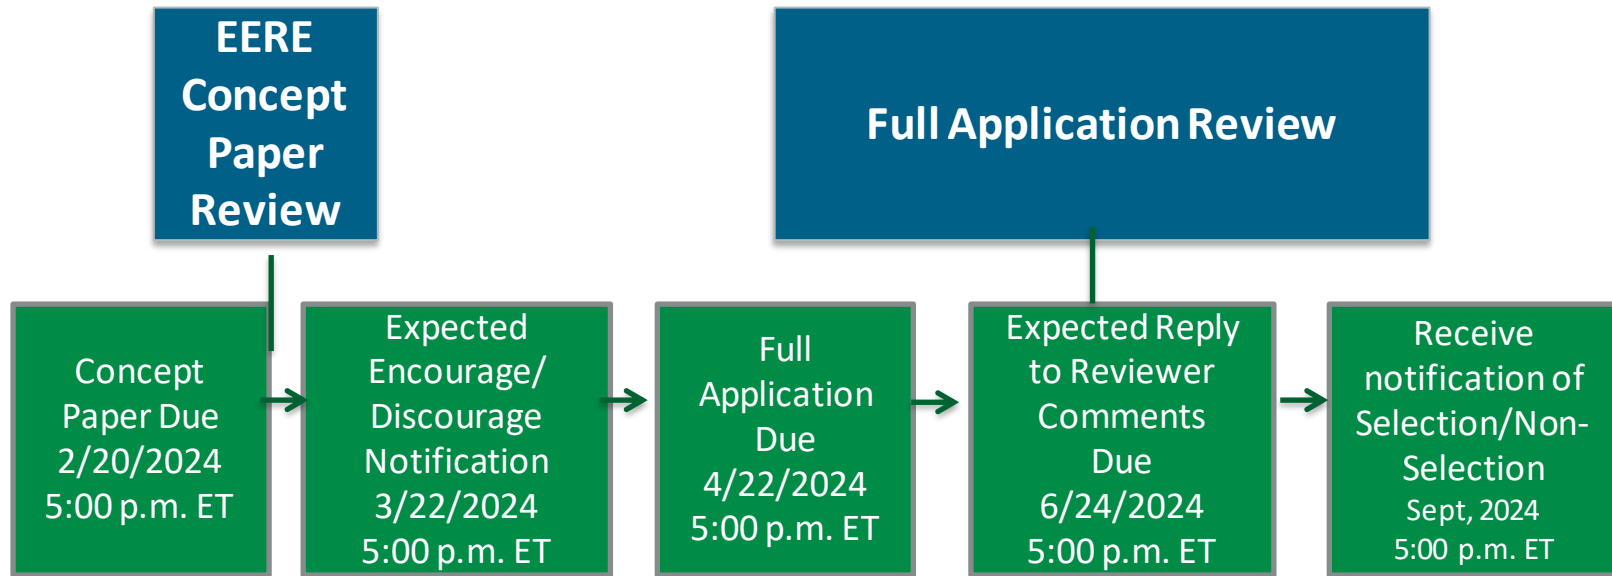 EERE
Concept
Paper
Review
Full Application Review
Concept
Paper Due
2/20/2024
5:00 p.m. ET
Expected
Encourage/
Discourage
Notification
3/22/2024
5:00 p.m. ET
Full
Application
Due
4/22/2024
5:00 p.m. ET
Expected Reply
to Reviewer
Comments
Due
6/24/2024
5:00 p.m. ET
Receive
notification of
Selection/Non-
Selection
Sept, 2024
5:00 p.m. ET